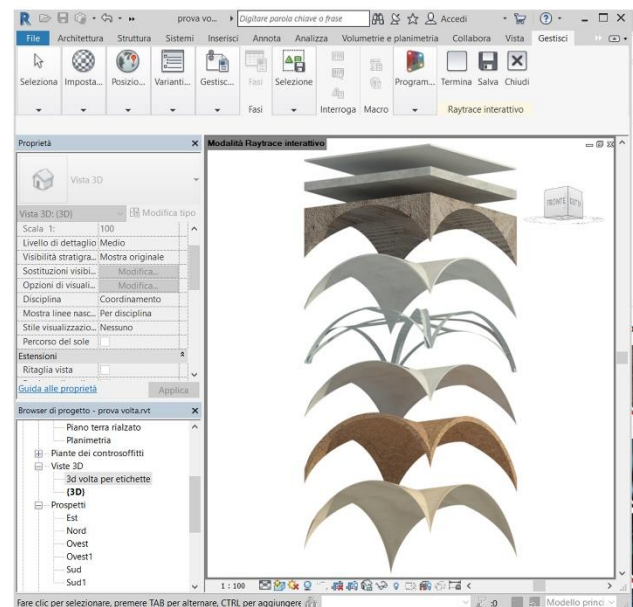 prova vo...
Digitare parola chiave o frase
Accedi
File Architettura Struttura Sistemi Inserisci Annota Analizza Volumetrie e planimetria Collabora Vista Gestisci
Seleziona Imposta... Posizio... Varianti... Gestisc... Fasi Selezione Program... Termina Salva Chiudi
Fasi Interroga Macro Raytrace interattivo
Proprietà
Vista 3D
Vista 3D: {3D} Modifica tipo
Scala 1: 100
Livello di dettaglio Medio
Visibilità stratigra... Mostra originale
Sostituzioni visibi... Modifica...
Opzioni di visuali... Modifica...
Disciplina Coordinamento
Mostra linee nasc... Per disciplina
Stile visualizzazio... Nessuno
Percorso del sole
Estensioni
Ritaglia vista
Guida alle proprietà Applica
Browser di progetto - prova volta.rvt
Piano terra rialzato
Planimetria
Piante dei controsoffitti
Viste 3D
3d volta per etichette
{3D}
Prospetti
Est
Nord
Ovest
Ovest1
Sud
Sud1
Modalità Raytrace interattivo
FRONTE
1 : 100
Fare clic per selezionare, premere TAB per alternare, CTRL per aggiungere
:0
Modello princi